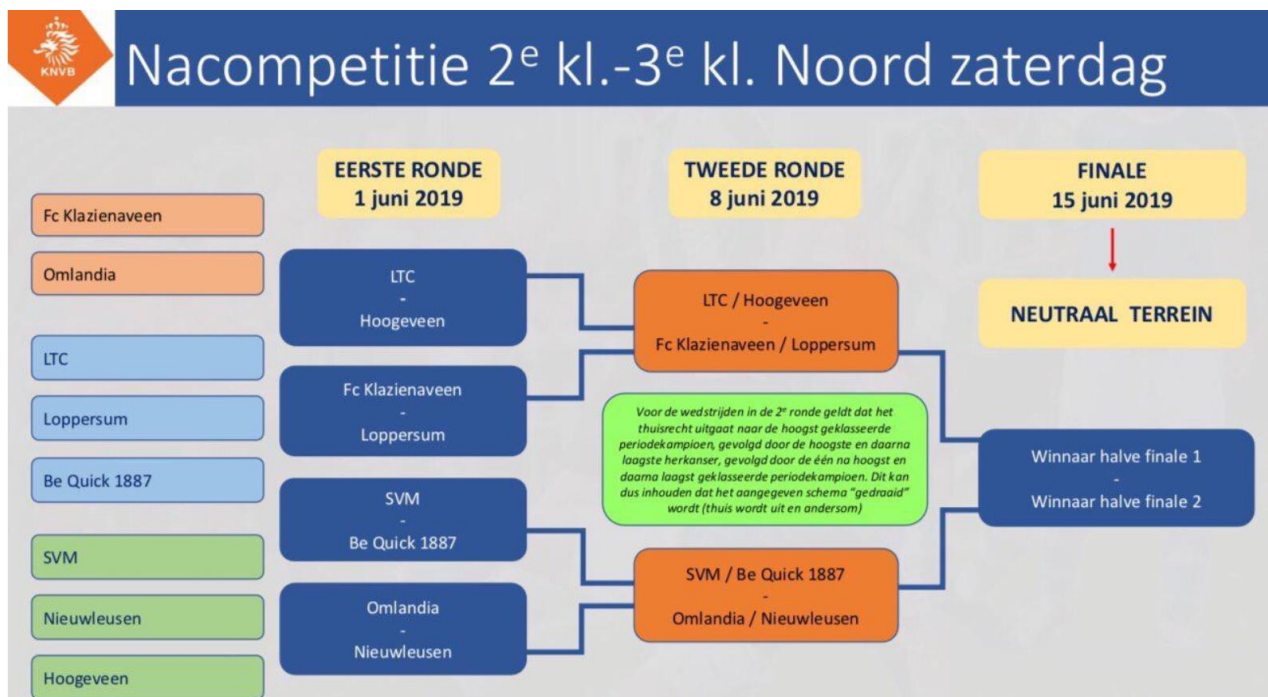 KNVB
Nacompetitie 2e kl.-3e kl. Noord zaterdag
EERSTE RONDE
1 juni 2019
TWEEDE RONDE
8 juni 2019
FINALE
15 juni 2019
NEUTRAAL TERREIN
Fc Klazienaveen
Omlandia
LTC
Loppersum
Be Quick 1887
SVM
Nieuwleusen
Hoogeveen
LTC
-
Hoogeveen
Fc Klazienaveen
-
Loppersum
SVM
-
Be Quick 1887
Omlandia
-
Nieuwleusen
LTC / Hoogeveen
-
Fc Klazienaveen / Loppersum
Voor de wedstrijden in de 2e ronde geldt dat het
thuisrecht uitgaat naar de hoogst geklasseerde
periodekampioen, gevolgd door de hoogste en daarna
laagste herkanser, gevolgd door de één na hoogst en
daarna laagst geklasseerde periodekampioen. Dit kan
dus inhouden dat het aangegeven schema “gedraaid”
wordt (thuis wordt uit en andersom)
SVM / Be Quick 1887
-
Omlandia / Nieuwleusen
Winnaar halve finale 1
-
Winnaar halve finale 2